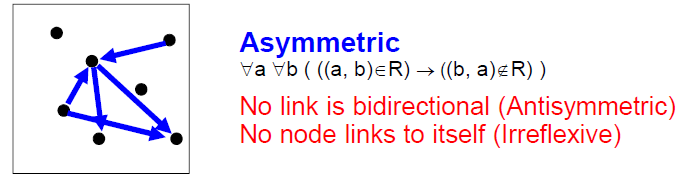 Asymmetric
∀a ∀b ( ((a, b)∈R) → ((b, a)∉R) )
No link is bidirectional (Antisymmetric)
No node links to itself (Irreflexive)